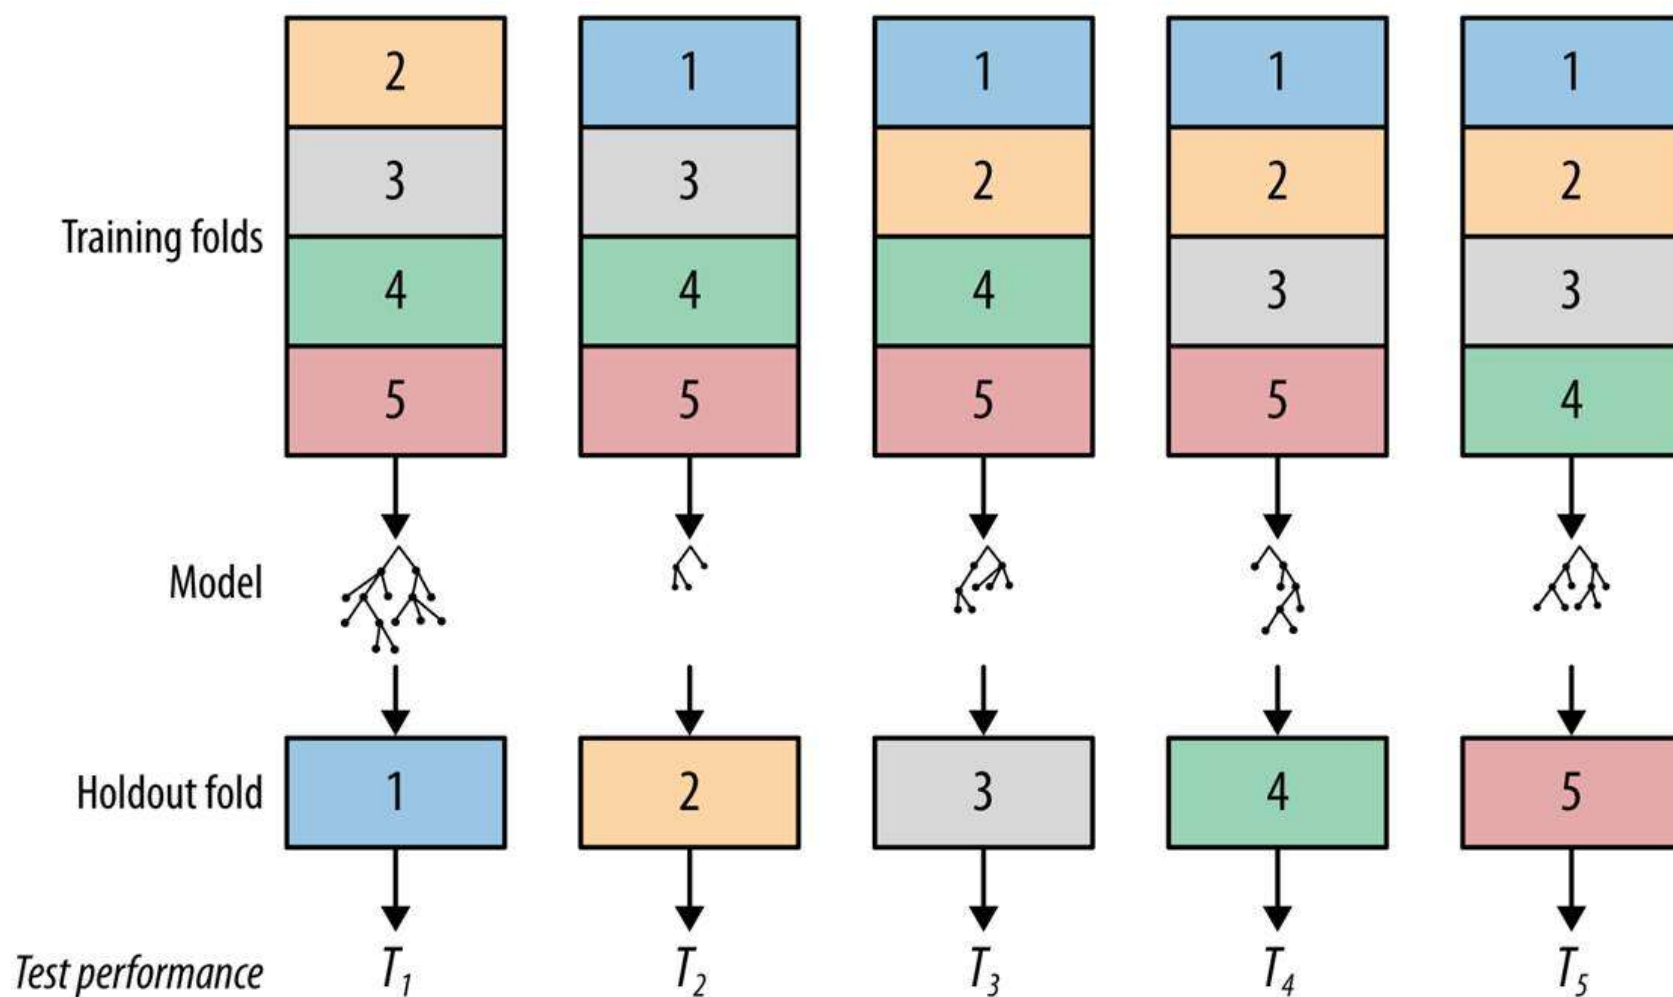 2 1 1 1 1
3 3 2 2 2
Training folds
4 4 4 3 3
5 5 5 5 4
Model
Holdout fold 1 2 3 4 5
Test performance T1 T2 T3 T4 T5